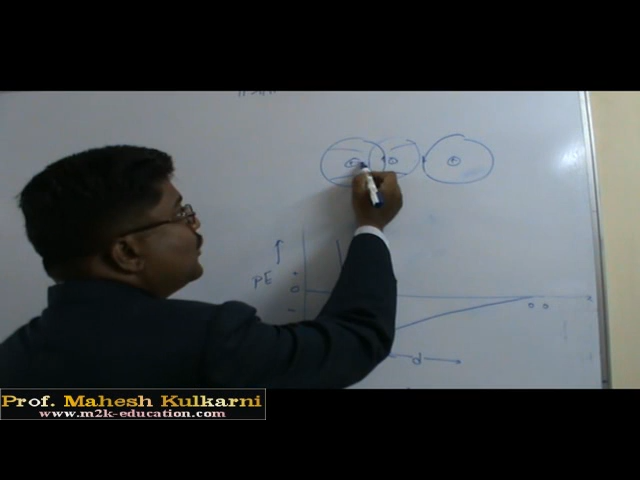 +
+
+
PE
+
0
-
d
Prof. Mahesh Kulkarni
www.m2k-education.com